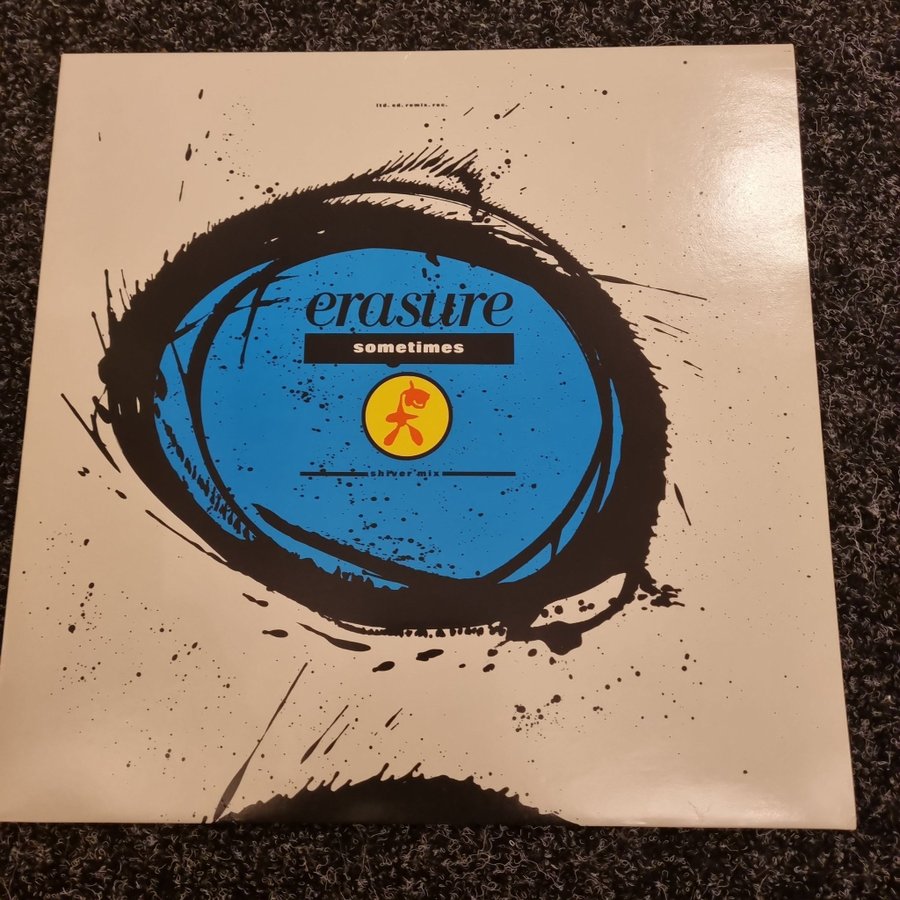 ltd. ed. remix. rec.
erasure
sometimes
shiver mix